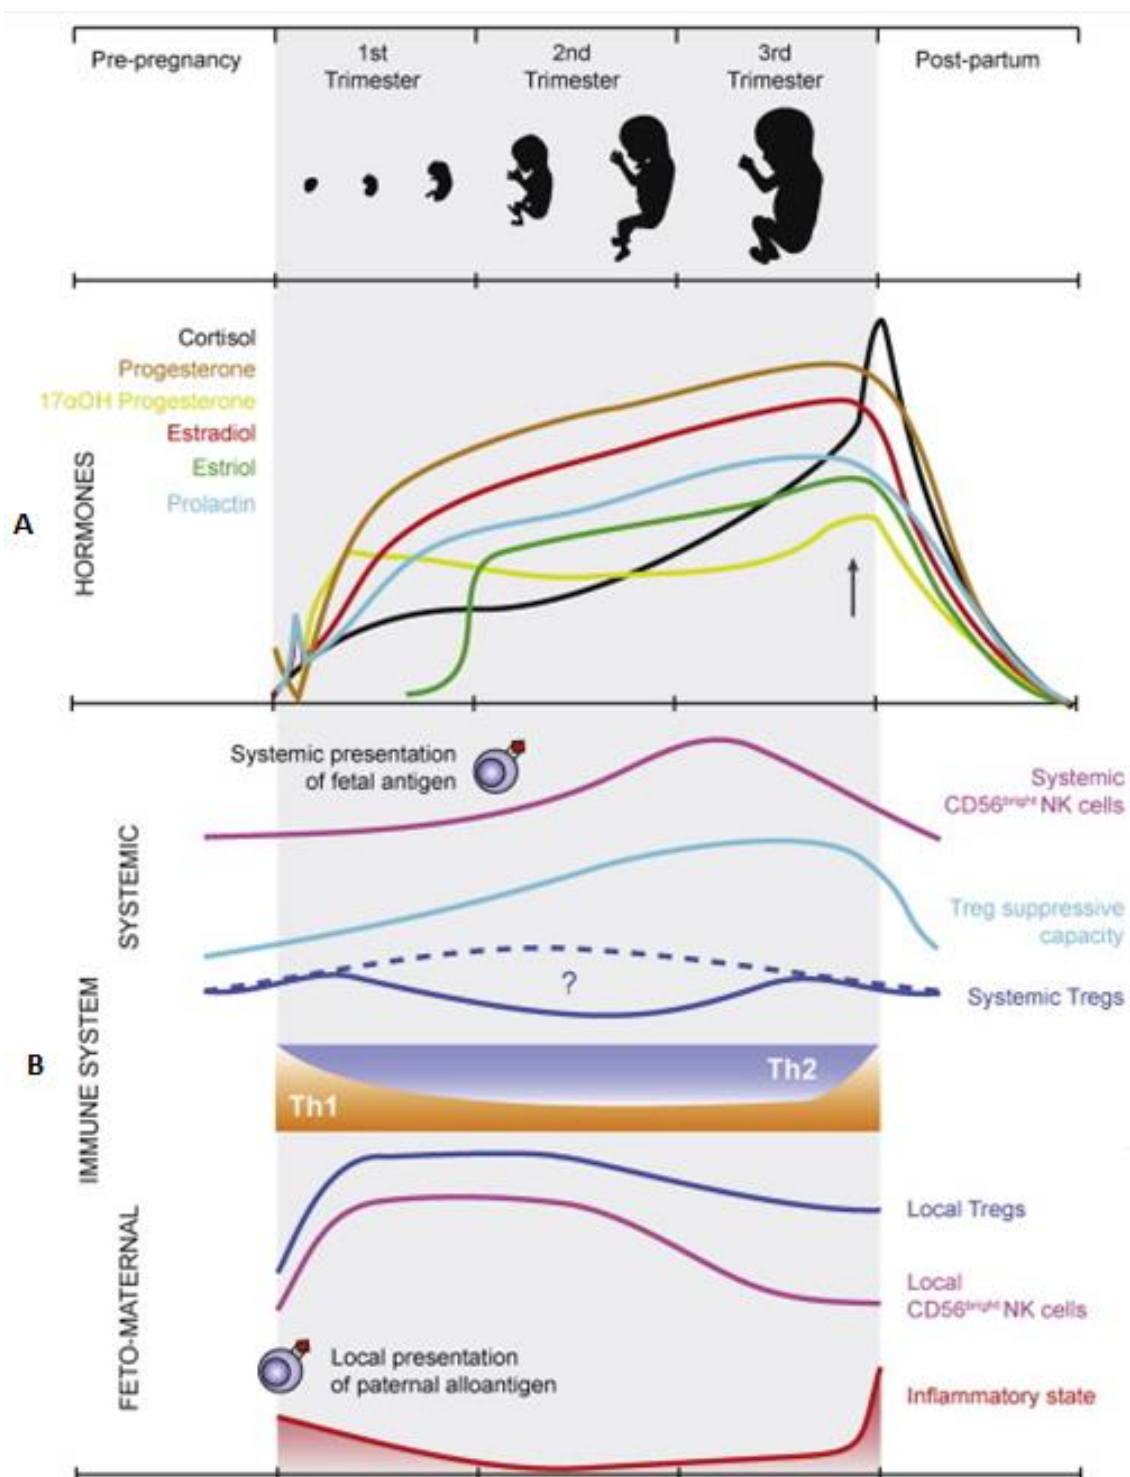 Pre-pregnancy
1st
Trimester
2nd
Trimester
3rd
Trimester
Post-partum
A
HORMONES
Cortisol
Progesterone
17αOH Progesterone
Estradiol
Estriol
Prolactin
B
IMMUNE SYSTEM
SYSTEMIC
Systemic presentation
of fetal antigen
Systemic
CD56bright NK cells
Treg suppressive
capacity
?
Systemic Tregs
Th2
Th1
FETO-MATERNAL
Local Tregs
Local
CD56bright NK cells
Local presentation
of paternal alloantigen
Inflammatory state